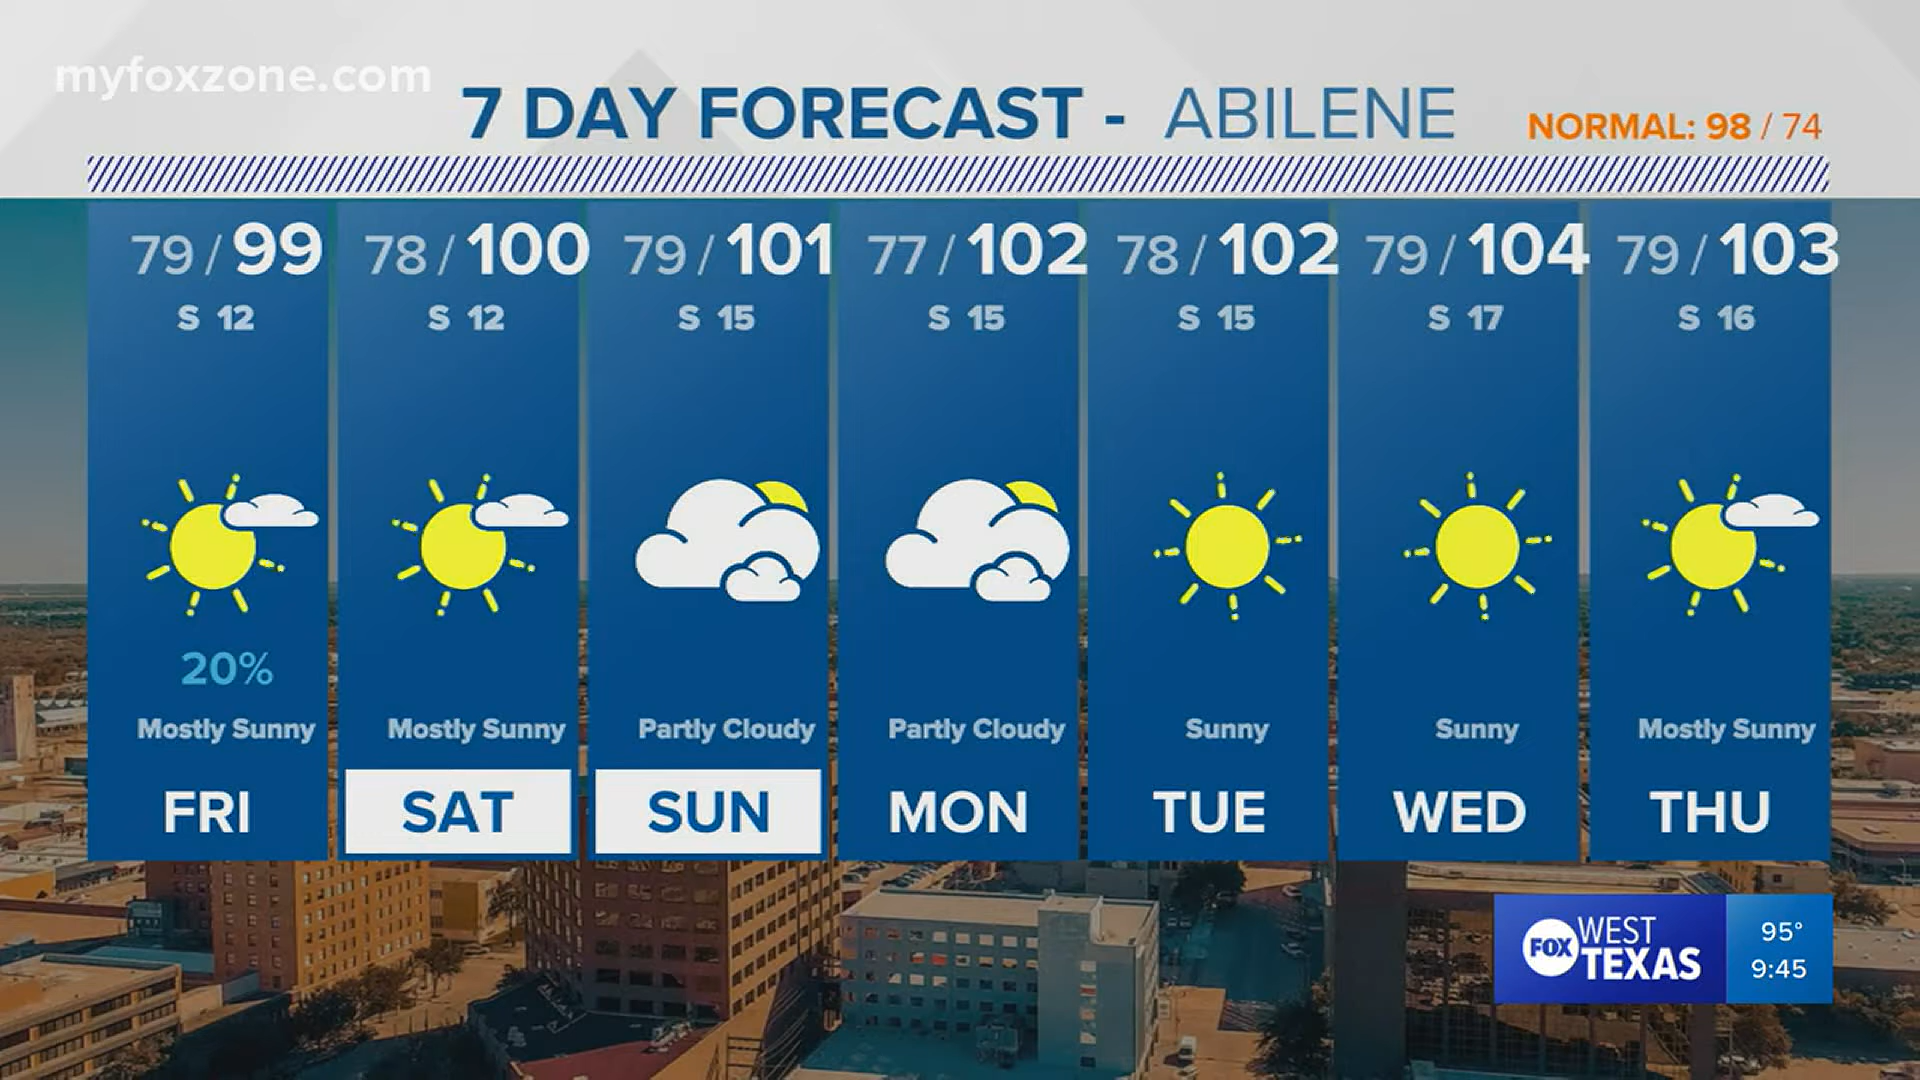 myfoxzone.com
7 DAY FORECAST - ABILENE
NORMAL: 98 / 74
79 / 99
S 12
20%
Mostly Sunny
FRI
78 / 100
S 12
Mostly Sunny
SAT
79 / 101
S 15
Partly Cloudy
SUN
77 / 102
S 15
Partly Cloudy
MON
78 / 102
S 15
Sunny
TUE
79 / 104
S 17
Sunny
WED
79 / 103
S 16
Mostly Sunny
THU
FOX
WEST
TEXAS
95°
9:45